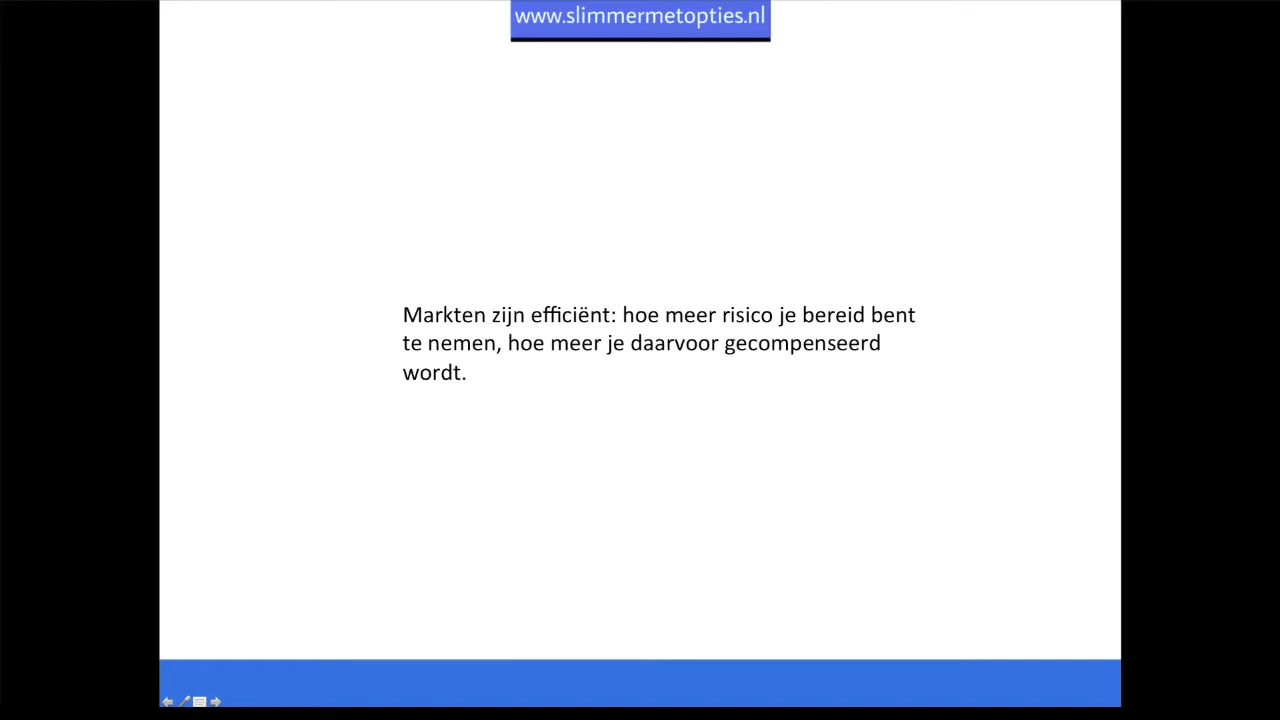 www.slimmermetopties.nl
Markten zijn efficiënt: hoe meer risico je bereid bent
te nemen, hoe meer je daarvoor gecompenseerd
wordt.